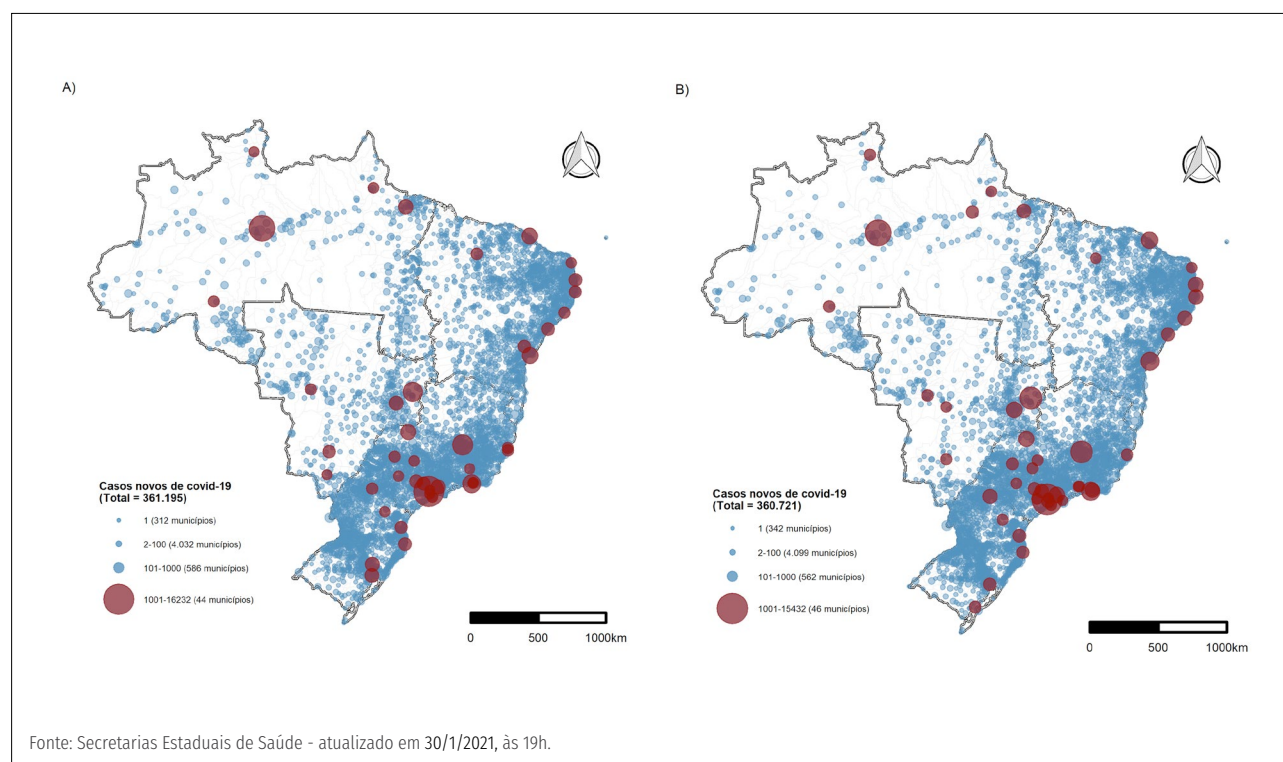 A)
Casos novos de covid-19
(Total = 361.195)
1 (312 municípios)
2-100 (4.032 municípios)
101-1000 (586 municípios)
1001-16232 (44 municípios)
0 500 1000km
B)
Casos novos de covid-19
(Total = 360.721)
1 (342 municípios)
2-100 (4.099 municípios)
101-1000 (562 municípios)
1001-15432 (46 municípios)
0 500 1000km
Fonte: Secretarias Estaduais de Saúde - atualizado em 30/1/2021, às 19h.